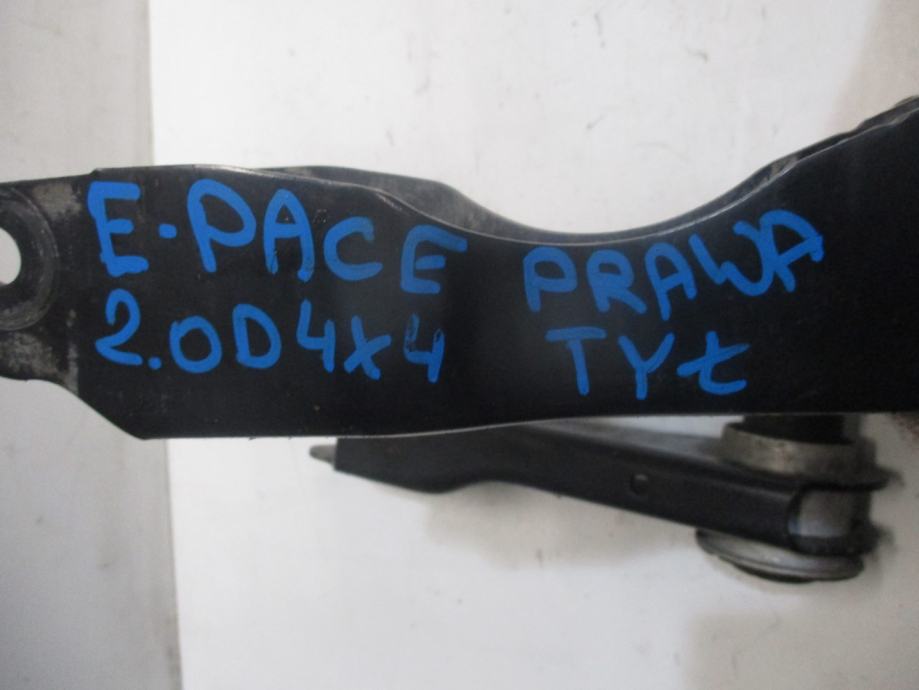 E-PACE PRAWA
2.0D4x4 TYŁ